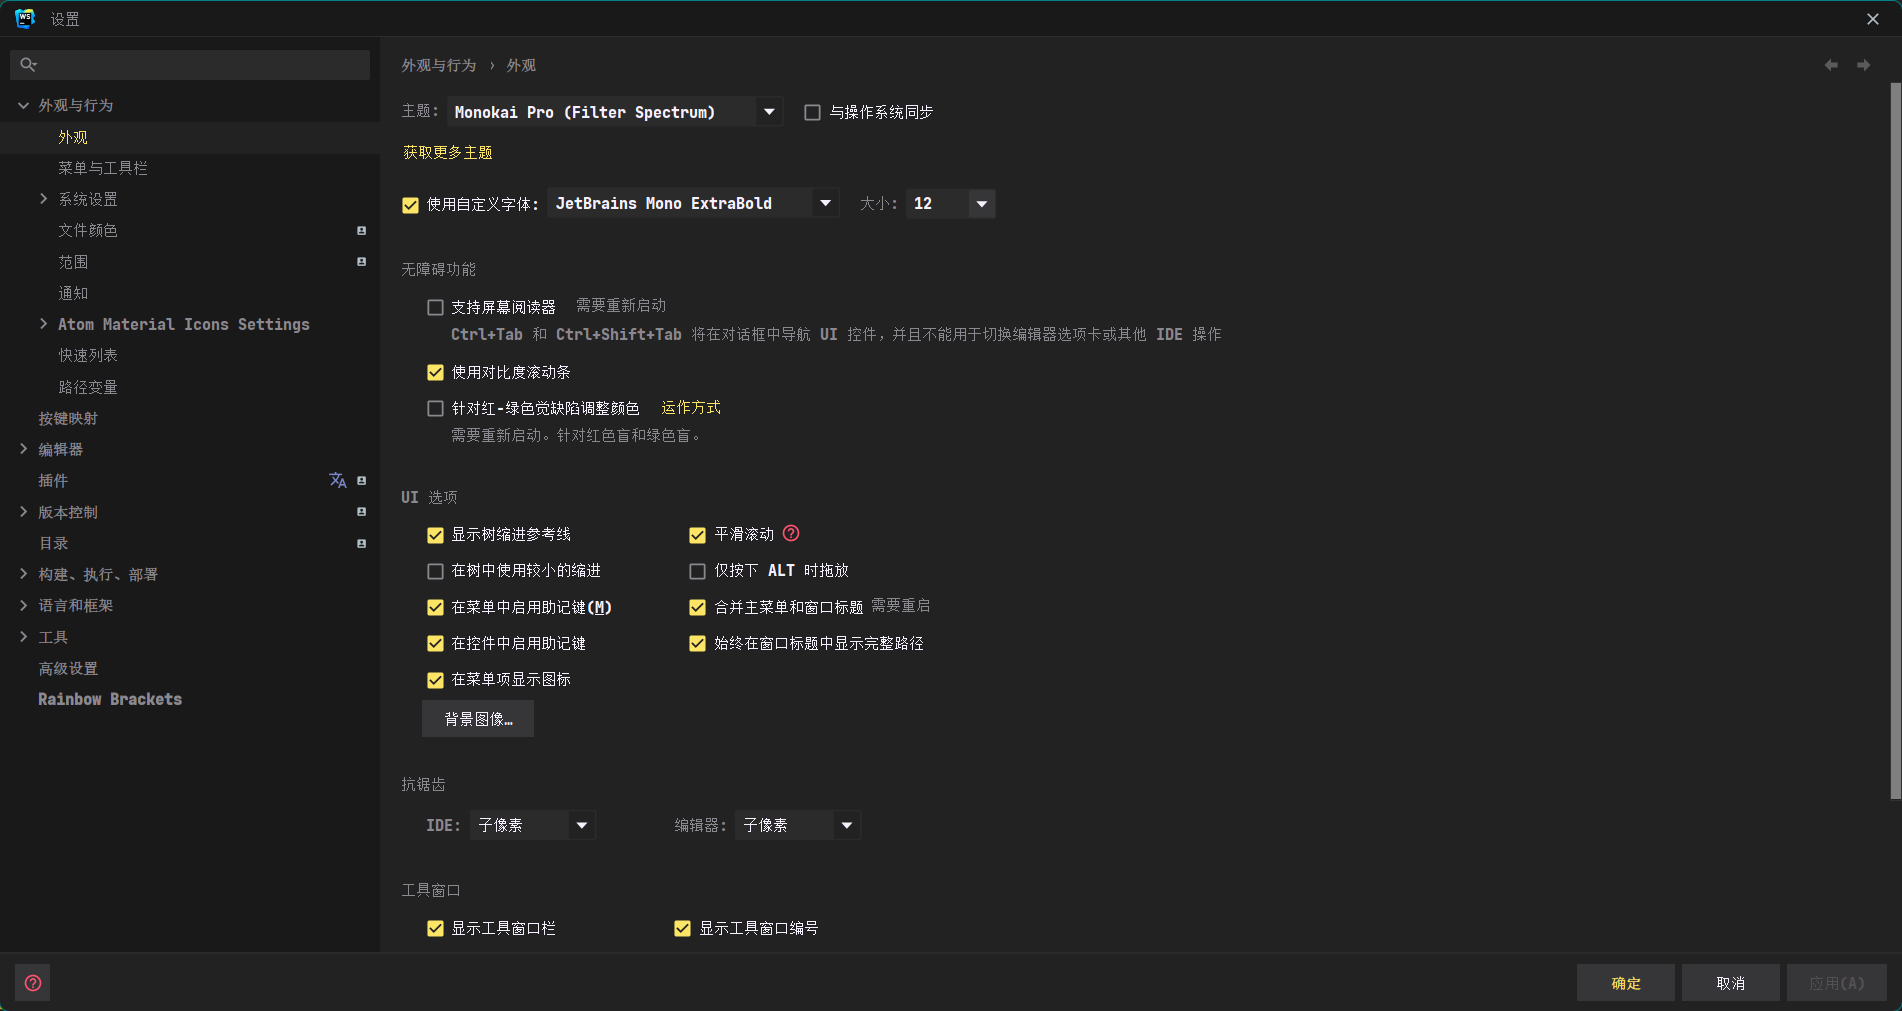 WS 设置
外观与行为
外观
菜单与工具栏
系统设置
文件颜色
范围
通知
Atom Material Icons Settings
快速列表
路径变量
按键映射
编辑器
插件
版本控制
目录
构建、执行、部署
语言和框架
工具
高级设置
Rainbow Brackets
外观与行为 › 外观
主题: Monokai Pro (Filter Spectrum) 与操作系统同步
获取更多主题
使用自定义字体: JetBrains Mono ExtraBold 大小: 12
无障碍功能
支持屏幕阅读器 需要重新启动
Ctrl+Tab 和 Ctrl+Shift+Tab 将在对话框中导航 UI 控件，并且不能用于切换编辑器选项卡或其他 IDE 操作
使用对比度滚动条
针对红-绿色觉缺陷调整颜色 运作方式
需要重新启动。针对红色盲和绿色盲。
UI 选项
显示树缩进参考线 平滑滚动
在树中使用较小的缩进 仅按下 ALT 时拖放
在菜单中启用助记键(M) 合并主菜单和窗口标题 需要重启
在控件中启用助记键 始终在窗口标题中显示完整路径
在菜单项显示图标
背景图像…
抗锯齿
IDE: 子像素 编辑器: 子像素
工具窗口
显示工具窗口栏 显示工具窗口编号
确定 取消 应用(A)